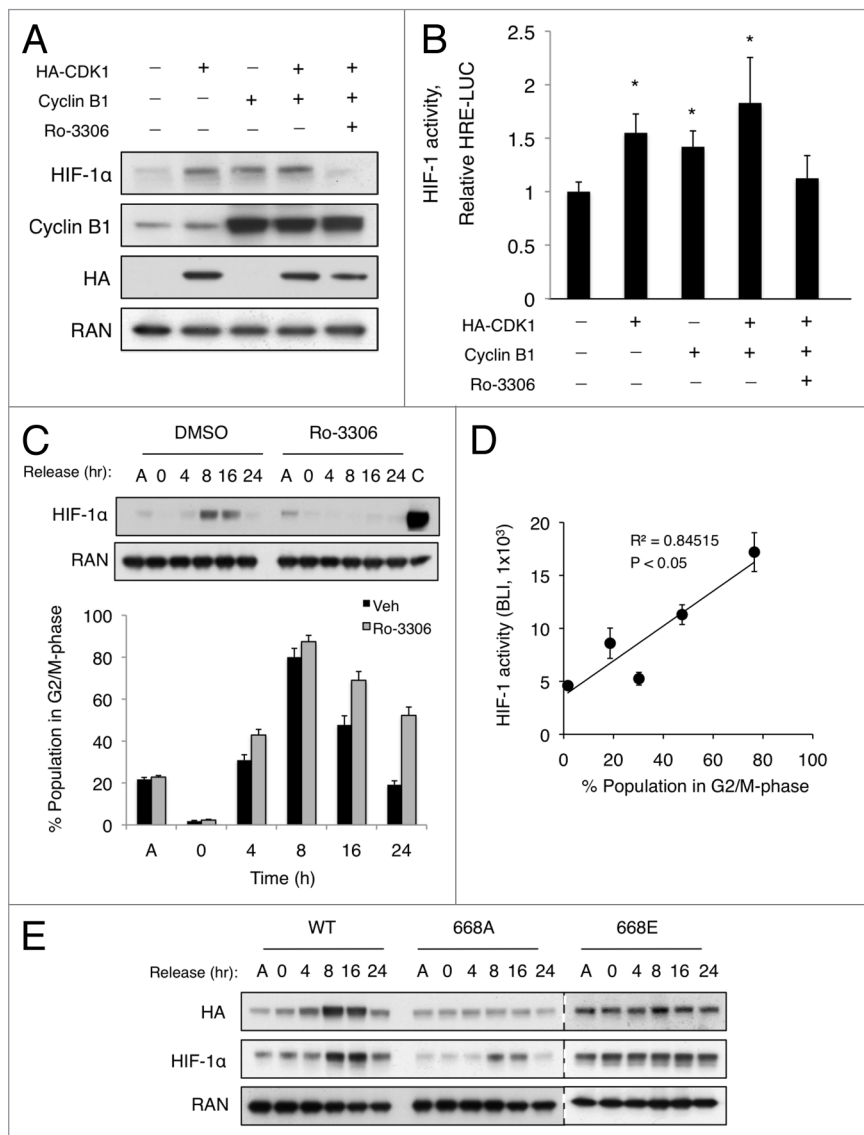 A
HA-CDK1 – + – + +
Cyclin B1 – – + + +
Ro-3306 – – – – +
HIF-1α
Cyclin B1
HA
RAN
B
HIF-1 activity,
Relative HRE-LUC
2.5
2
1.5
1
0.5
0
*
*
*
HA-CDK1 – + – + +
Cyclin B1 – – + + +
Ro-3306 – – – – +
C
DMSO Ro-3306
Release (hr): A 0 4 8 16 24 A 0 4 8 16 24 C
HIF-1α
RAN
Veh
Ro-3306
% Population in G2/M-phase
100
80
60
40
20
0
A 0 4 8 16 24
Time (h)
D
HIF-1 activity (BLI, 1x10³)
20
15
10
5
0
R² = 0.84515
P < 0.05
0 20 40 60 80 100
% Population in G2/M-phase
E
WT 668A 668E
Release (hr): A 0 4 8 16 24 A 0 4 8 16 24 A 0 4 8 16 24
HA
HIF-1α
RAN